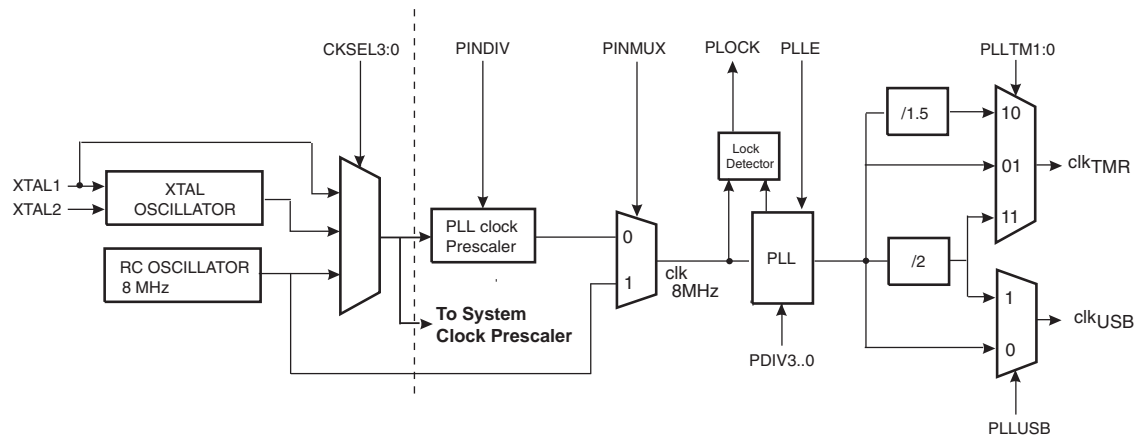 CKSEL3:0
PINDIV
PINMUX
PLOCK
PLLE
PLLTM1:0
XTAL1
XTAL2
XTAL
OSCILLATOR
RC OSCILLATOR
8 MHz
PLL clock
Prescaler
To System
Clock Prescaler
0
1
clk
8MHz
Lock
Detector
PLL
PDIV3..0
/1.5
/2
10
01
11
clkTMR
1
0
clkUSB
PLLUSB